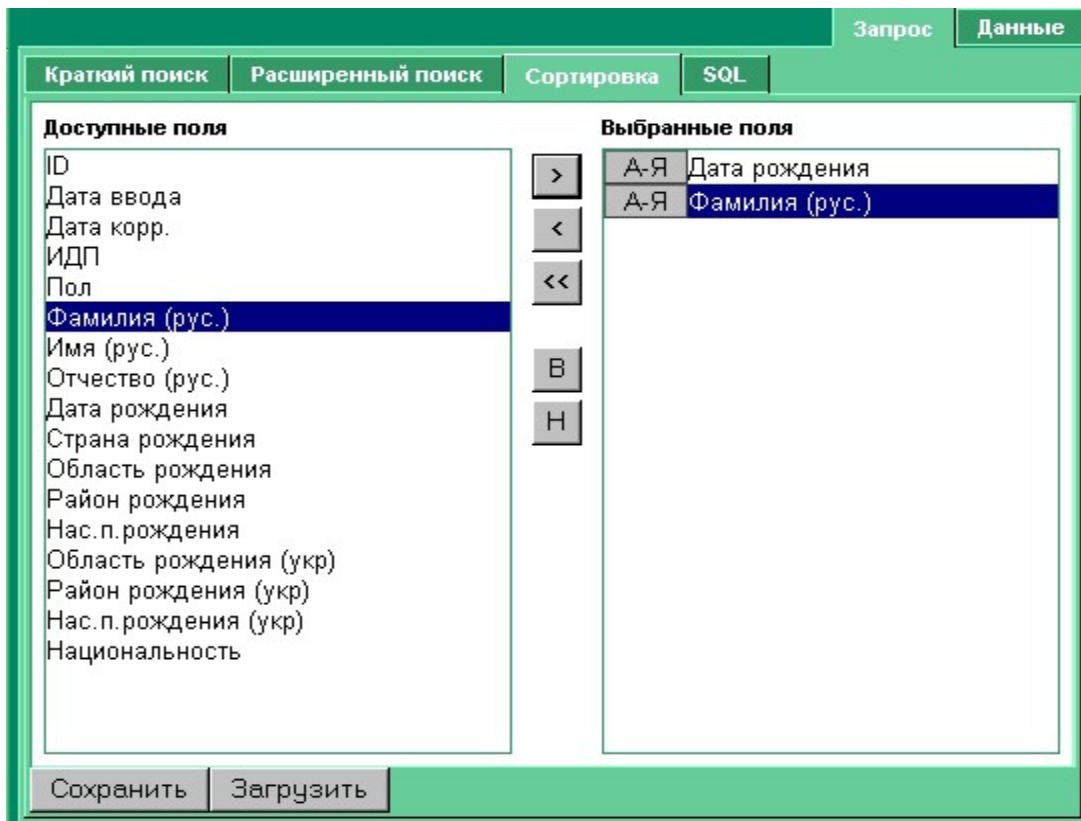 Запрос Данные
Краткий поиск Расширенный поиск Сортировка SQL
Доступные поля
ID
Дата ввода
Дата корр.
ИДП
Пол
Фамилия (рус.)
Имя (рус.)
Отчество (рус.)
Дата рождения
Страна рождения
Область рождения
Район рождения
Нас.п.рождения
Область рождения (укр)
Район рождения (укр)
Нас.п.рождения (укр)
Национальность
>
<
<<
В
Н
Выбранные поля
А-Я Дата рождения
А-Я Фамилия (рус.)
Сохранить Загрузить